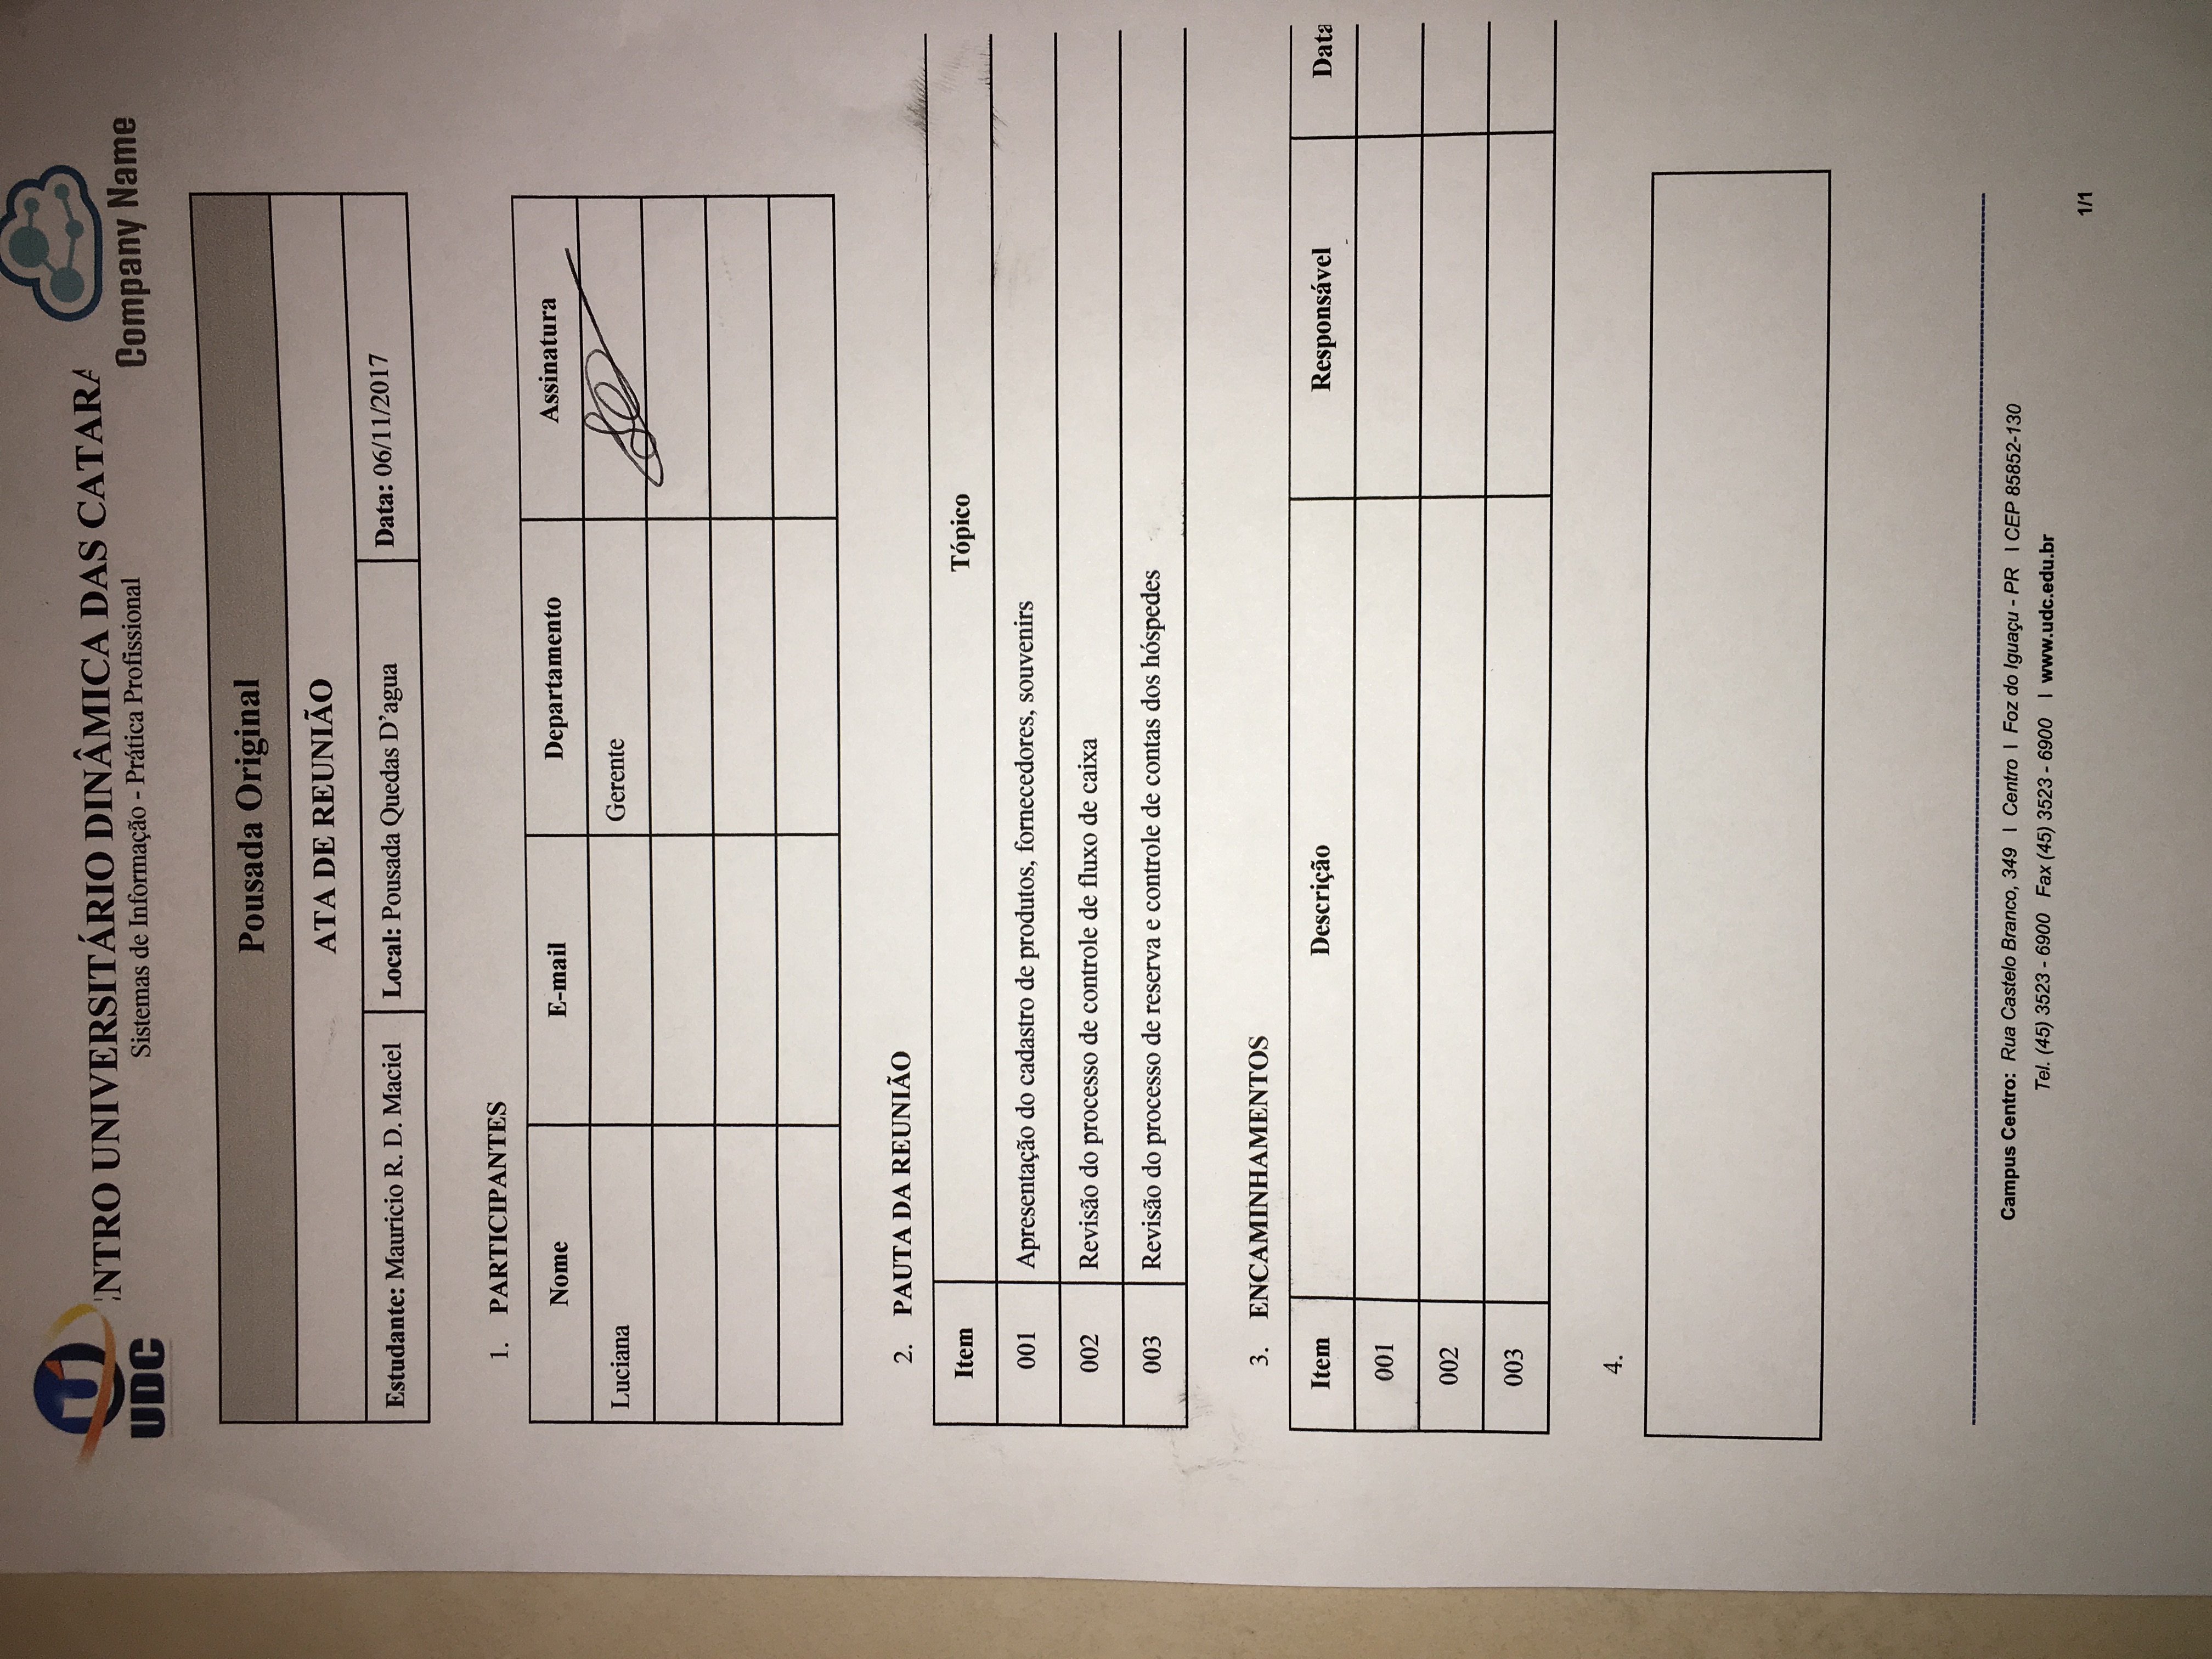 UDC
NTRO UNIVERSITÁRIO DINÂMICA DAS CATARA
Sistemas de Informação - Prática Profissional
Company Name
Pousada Original
ATA DE REUNIÃO
Estudante: Mauricio R. D. Maciel Local: Pousada Quedas D'agua Data: 06/11/2017
1. PARTICIPANTES
Nome E-mail Departamento Assinatura
Luciana Gerente
2. PAUTA DA REUNIÃO
Item Tópico
001 Apresentação do cadastro de produtos, fornecedores, souvenirs
002 Revisão do processo de controle de fluxo de caixa
003 Revisão do processo de reserva e controle de contas dos hóspedes
3. ENCAMINHAMENTOS
Item Descrição Responsável Data
001
002
003
4.
Campus Centro: Rua Castelo Branco, 349 I Centro I Foz do Iguaçu - PR I CEP 85852-130
Tel. (45) 3523 - 6900 Fax (45) 3523 - 6900 I www.udc.edu.br
1/1